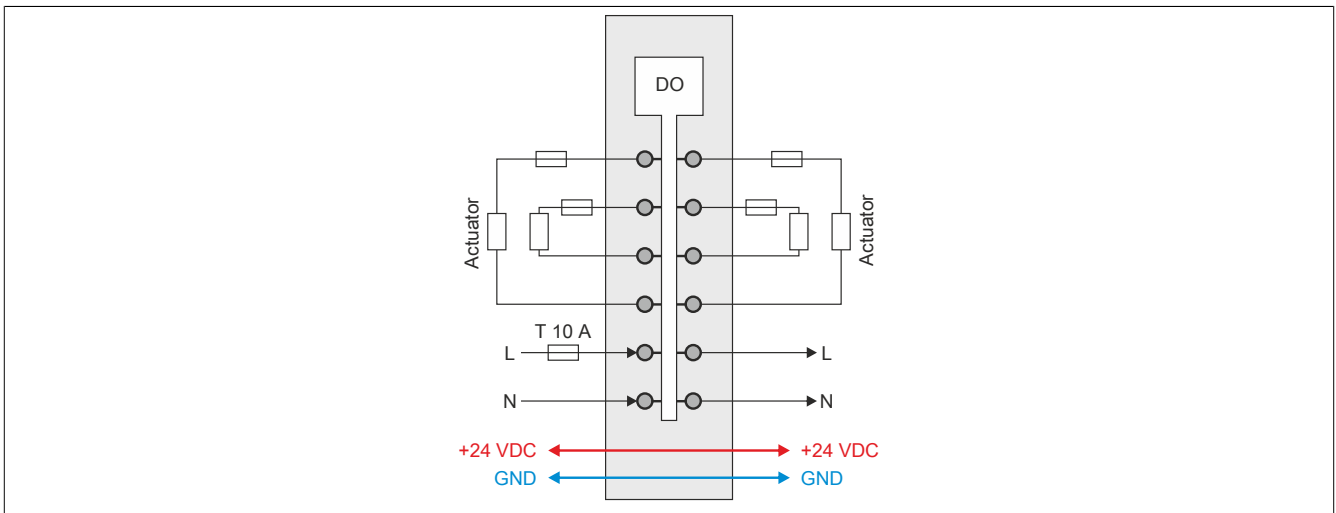 DO
Actuator
Actuator
T 10 A
L
L
N
N
+24 VDC
+24 VDC
GND
GND